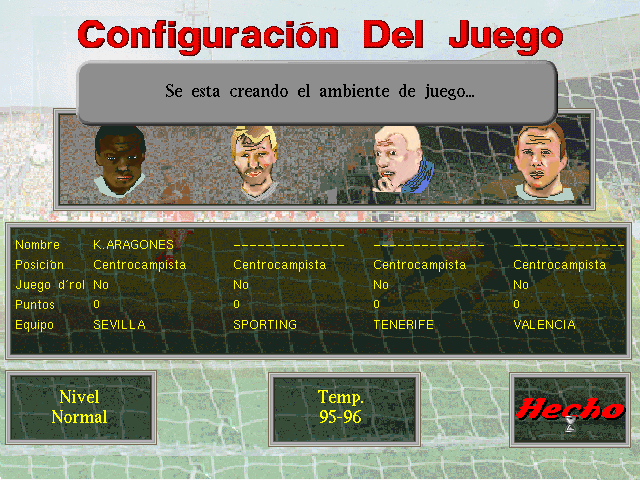 Configuración Del Juego
Se esta creando el ambiente de juego...
Nombre K.ARAGONES -------------- -------------- --------------
Posición Centrocampista Centrocampista Centrocampista Centrocampista
Juego d'rol No No No No
Puntos 0 0 0 0
Equipo SEVILLA SPORTING TENERIFE VALENCIA
Nivel
Normal
Temp.
95-96
Hecho